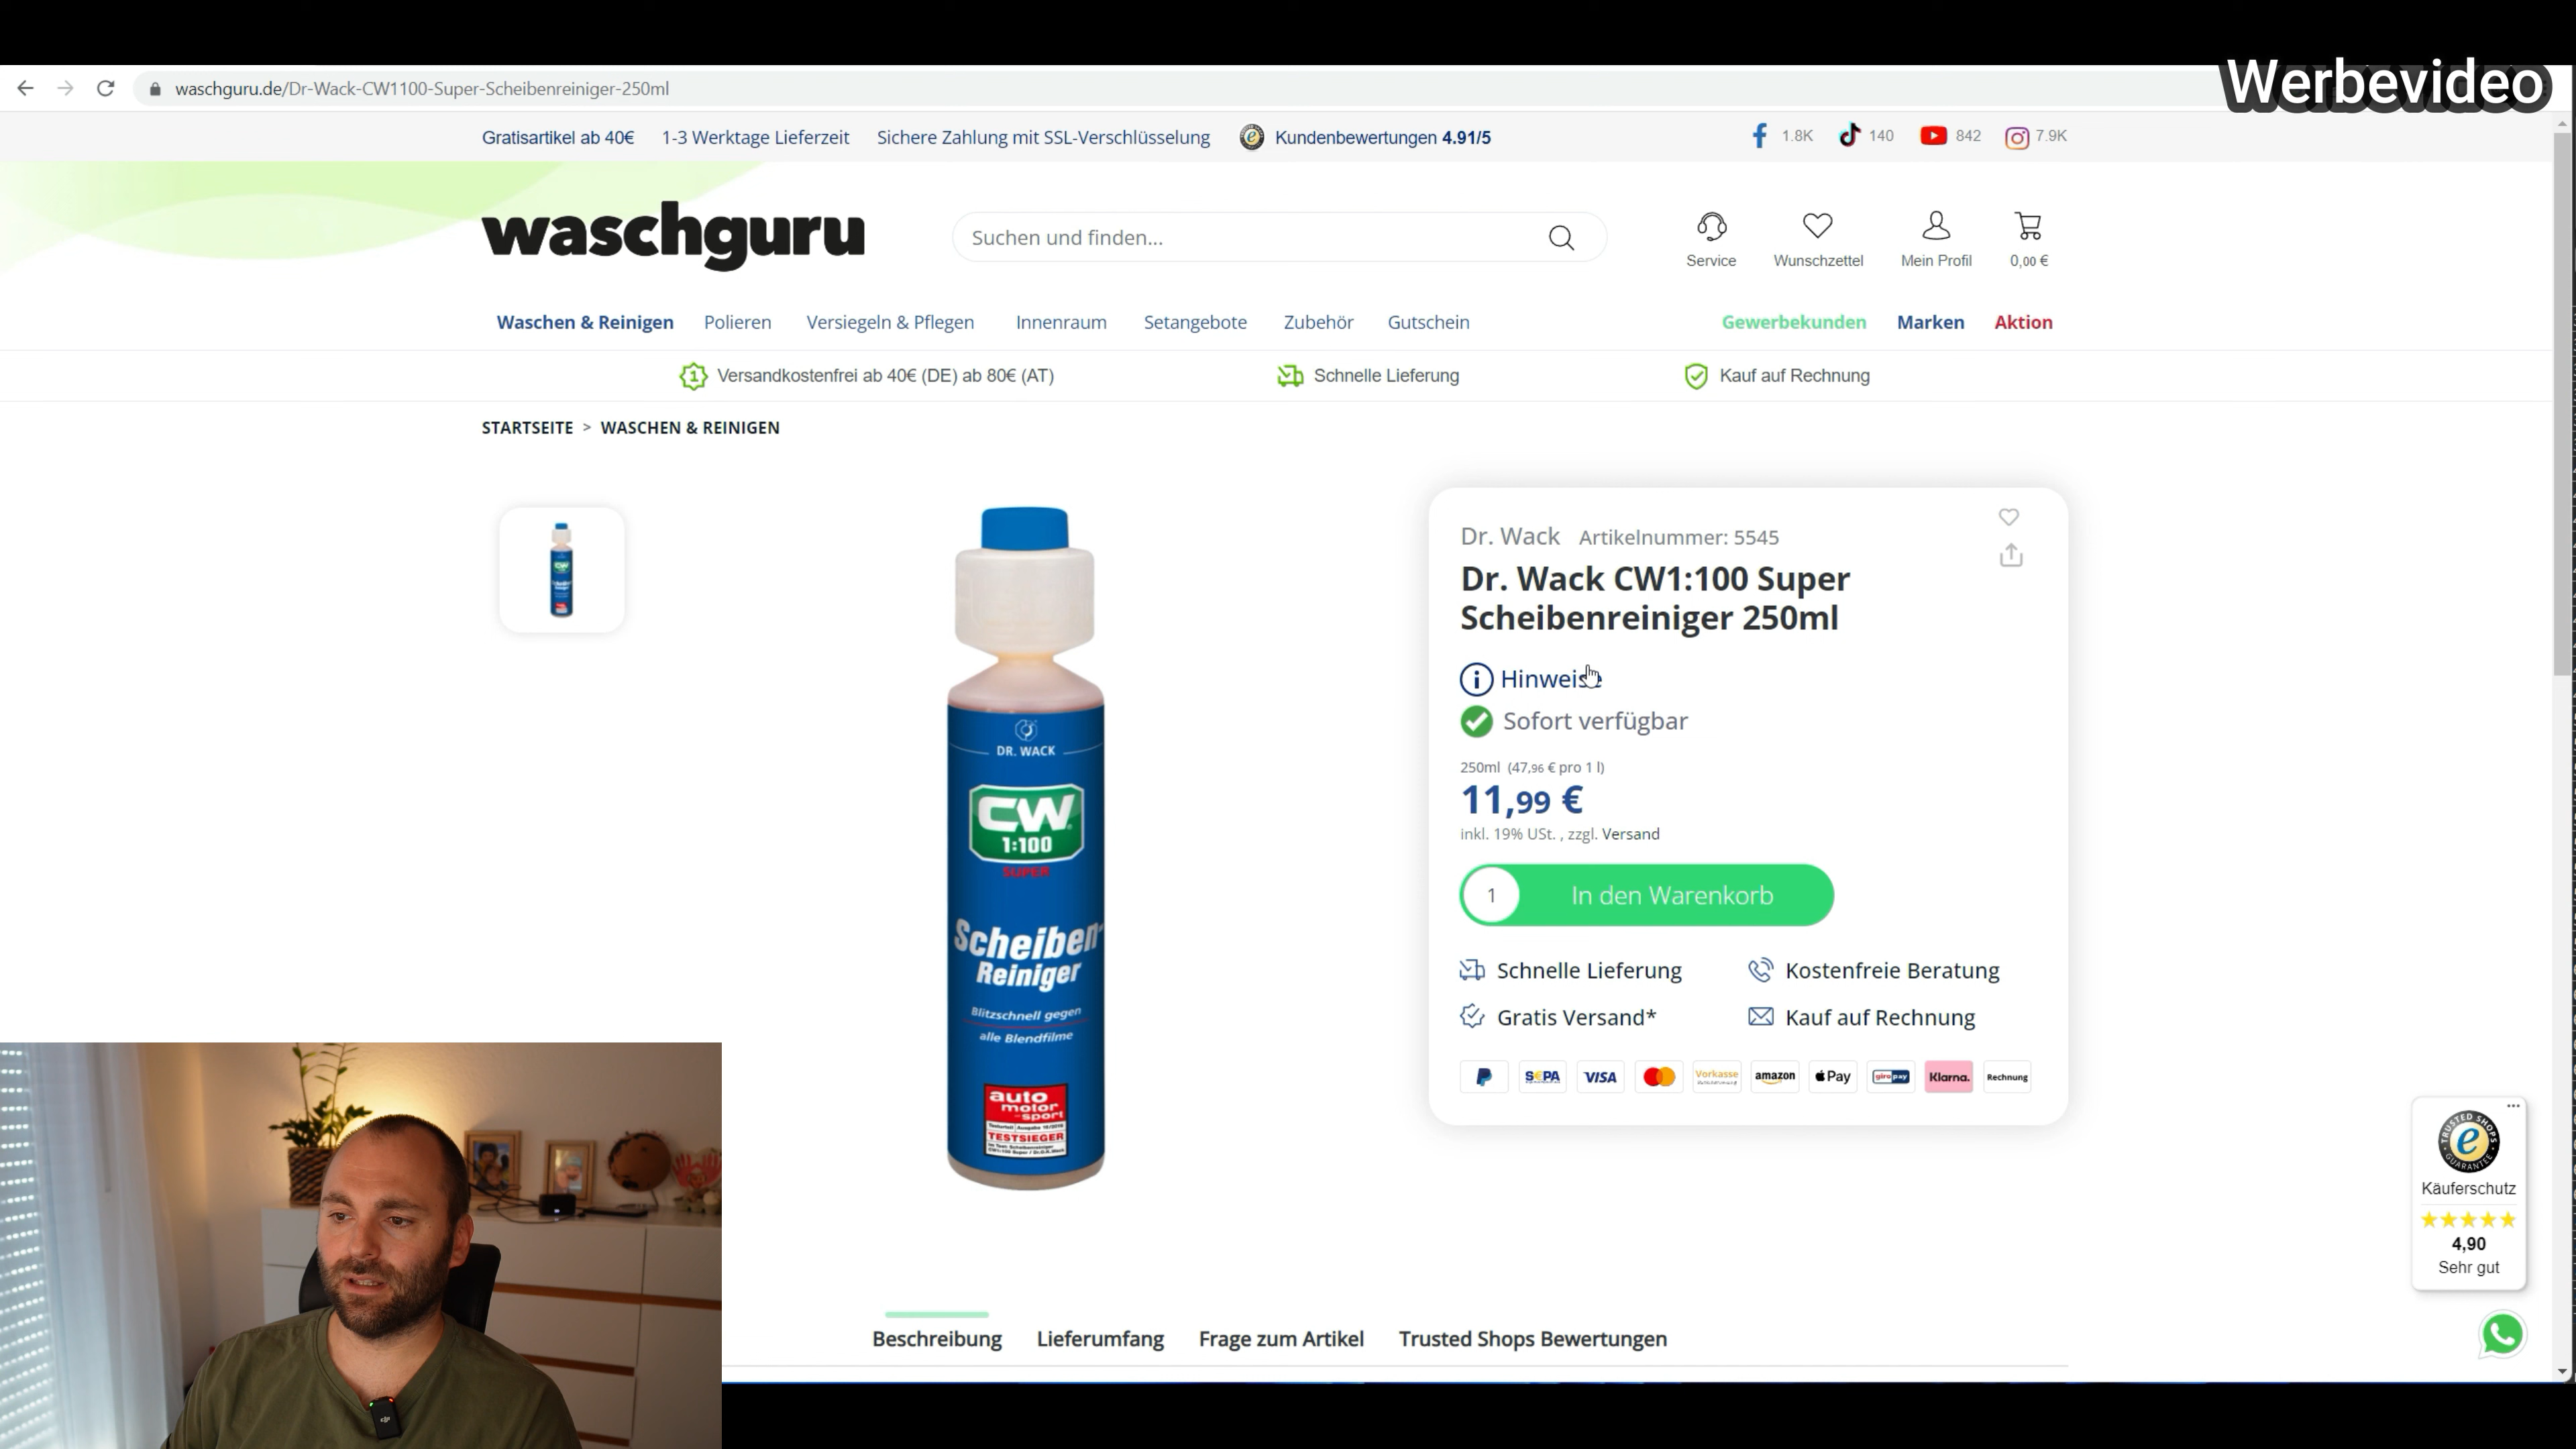 Werbevideo
waschguru.de/Dr-Wack-CW1100-Super-Scheibenreiniger-250ml
Gratisartikel ab 40€ 1-3 Werktage Lieferzeit Sichere Zahlung mit SSL-Verschlüsselung Kundenbewertungen 4.91/5 1.8K 140 842 7.9K
waschguru
Suchen und finden...
Service Wunschzettel Mein Profil 0,00 €
Waschen & Reinigen Polieren Versiegeln & Pflegen Innenraum Setangebote Zubehör Gutschein Gewerbekunden Marken Aktion
Versandkostenfrei ab 40€ (DE) ab 80€ (AT) Schnelle Lieferung Kauf auf Rechnung
STARTSEITE > WASCHEN & REINIGEN
Dr. Wack Artikelnummer: 5545
Dr. Wack CW1:100 Super
Scheibenreiniger 250ml
Hinweise
Sofort verfügbar
250ml (47,96 € pro 1 l)
11,99 €
inkl. 19% USt. , zzgl. Versand
1 In den Warenkorb
Schnelle Lieferung Kostenfreie Beratung
Gratis Versand* Kauf auf Rechnung
SEPA VISA Vorkasse amazon Pay giropay Klarna. Rechnung
DR. WACK
CW
1:100
SUPER
Scheiben-
Reiniger
Blitzschnell gegen
alle Blendfilme
auto
motor
sport
TESTSIEGER
TRUSTED SHOPS
GUARANTEE
Käuferschutz
4,90
Sehr gut
Beschreibung Lieferumfang Frage zum Artikel Trusted Shops Bewertungen